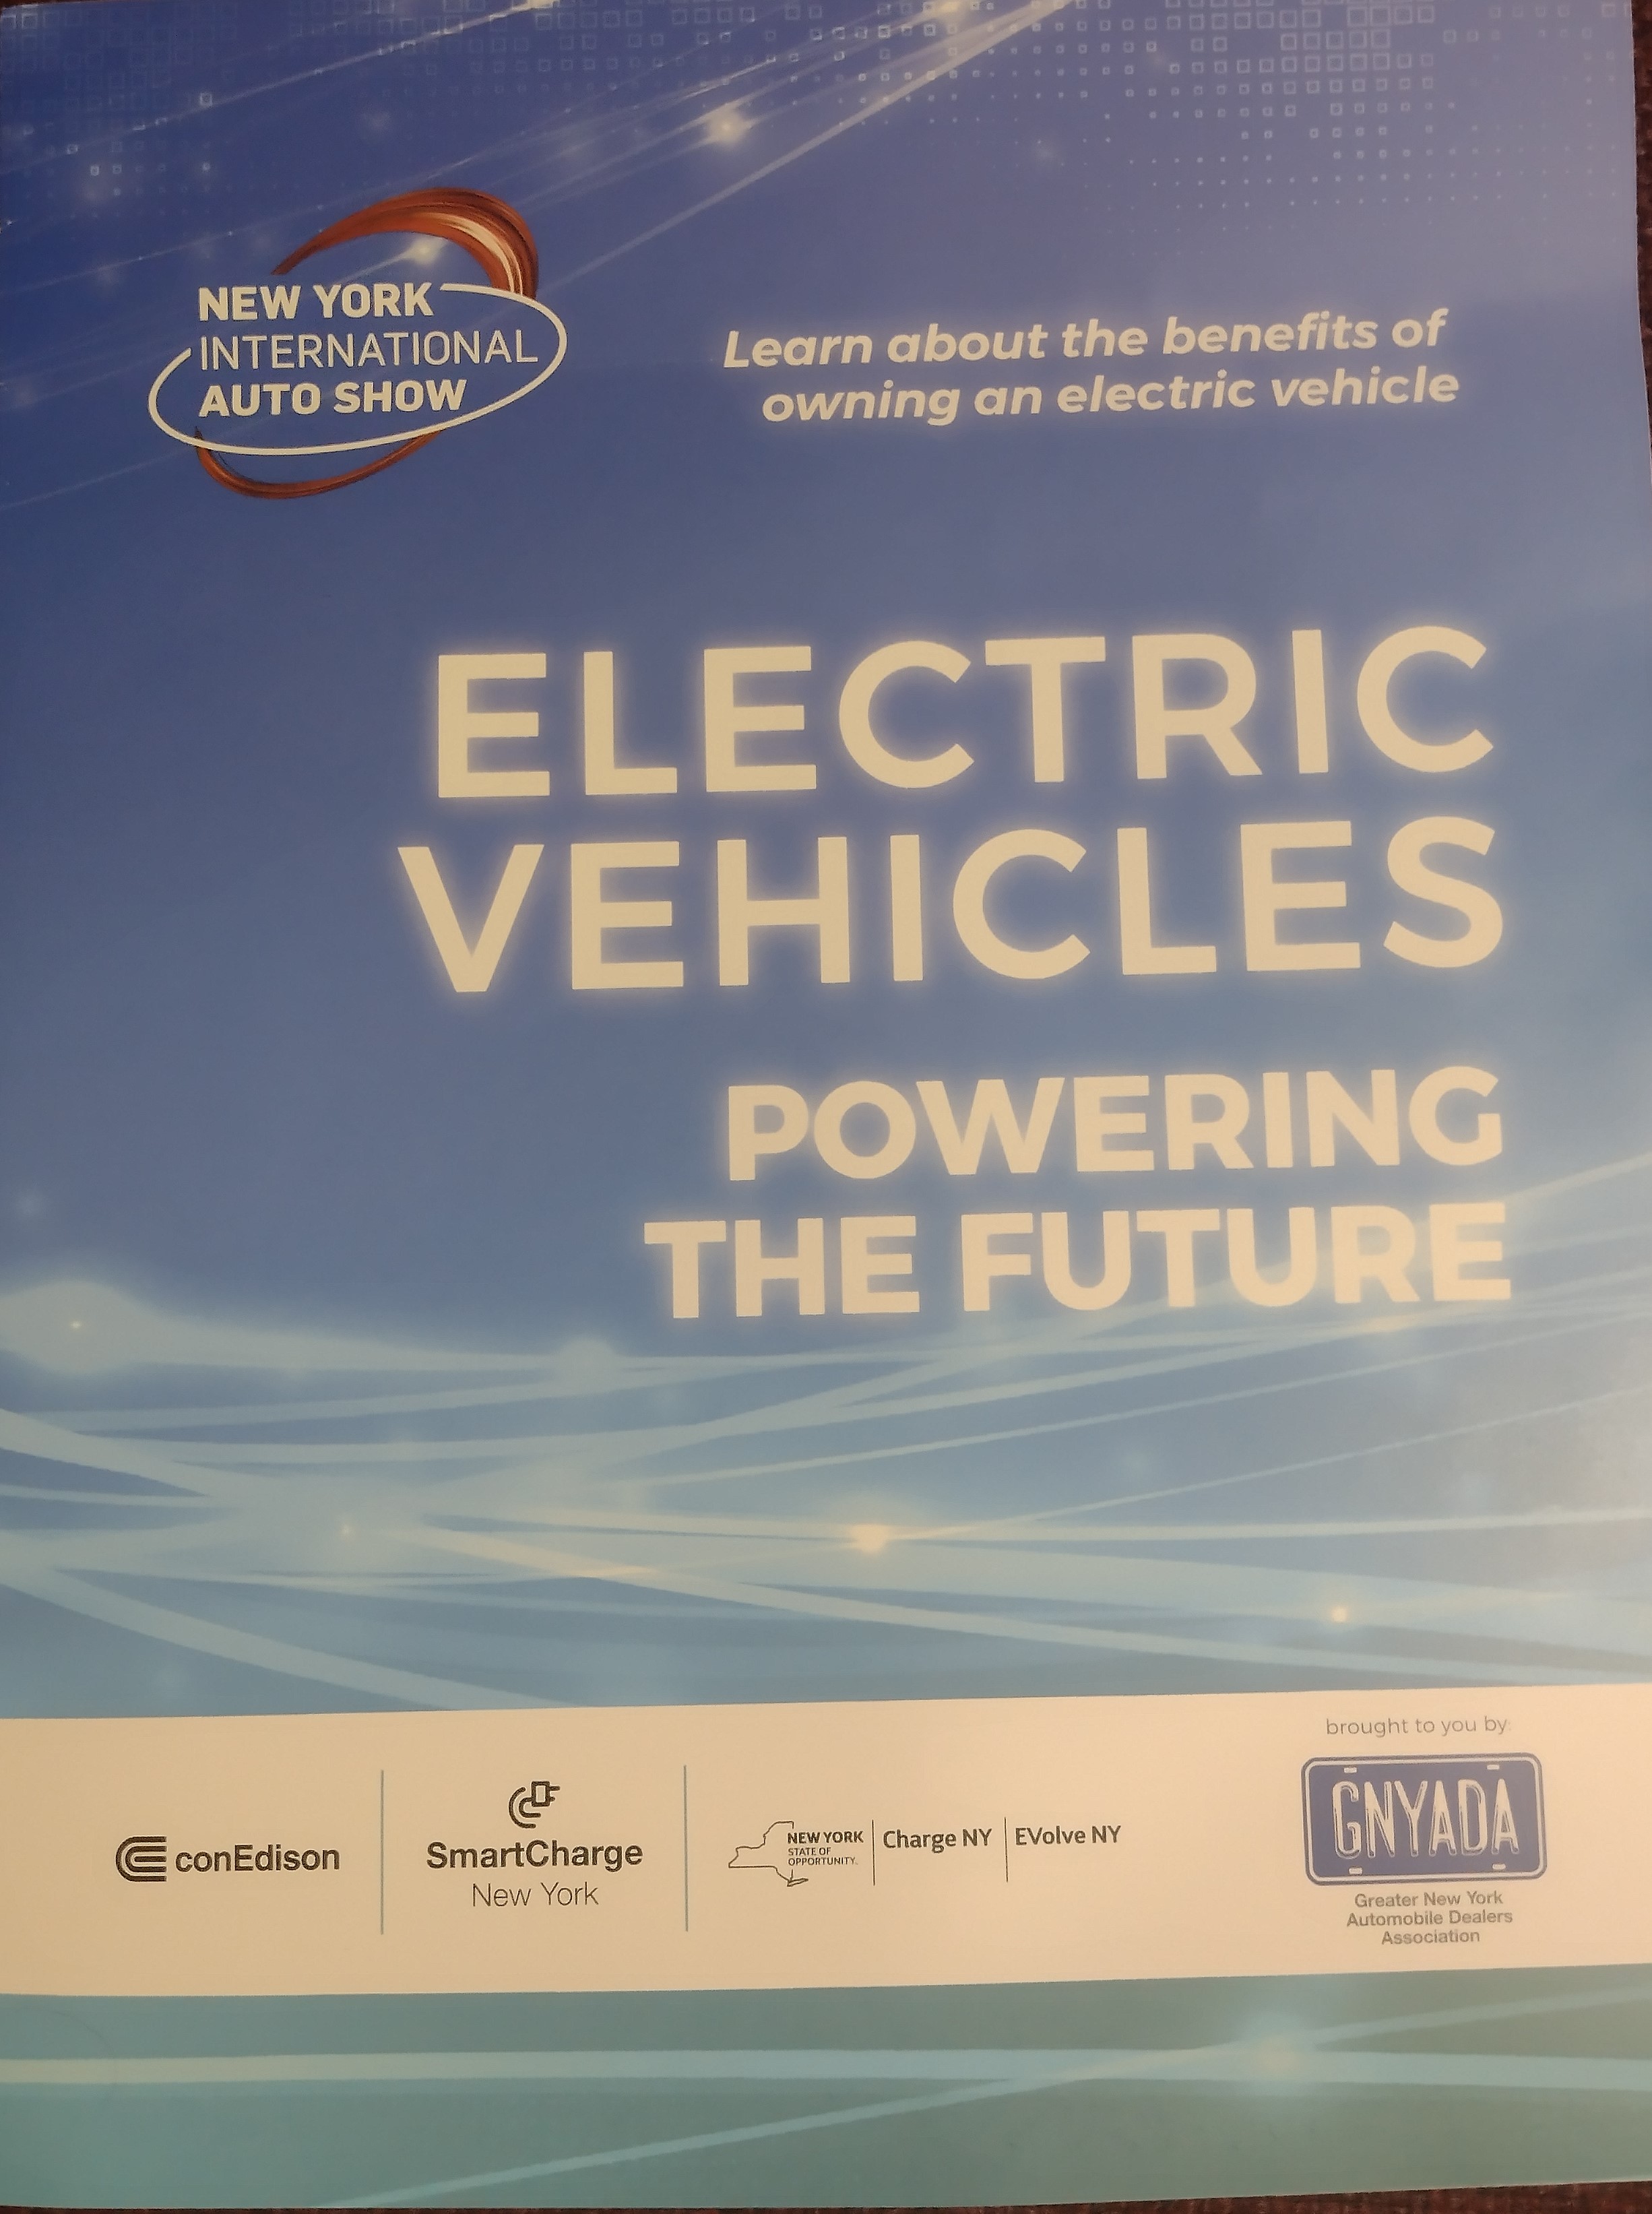 NEW YORK
INTERNATIONAL
AUTO SHOW
Learn about the benefits of
owning an electric vehicle
ELECTRIC
VEHICLES
POWERING
THE FUTURE
conEdison
SmartCharge
New York
NEW YORK
STATE OF
OPPORTUNITY.
Charge NY
EVolve NY
brought to you by:
GNYADA
Greater New York
Automobile Dealers
Association